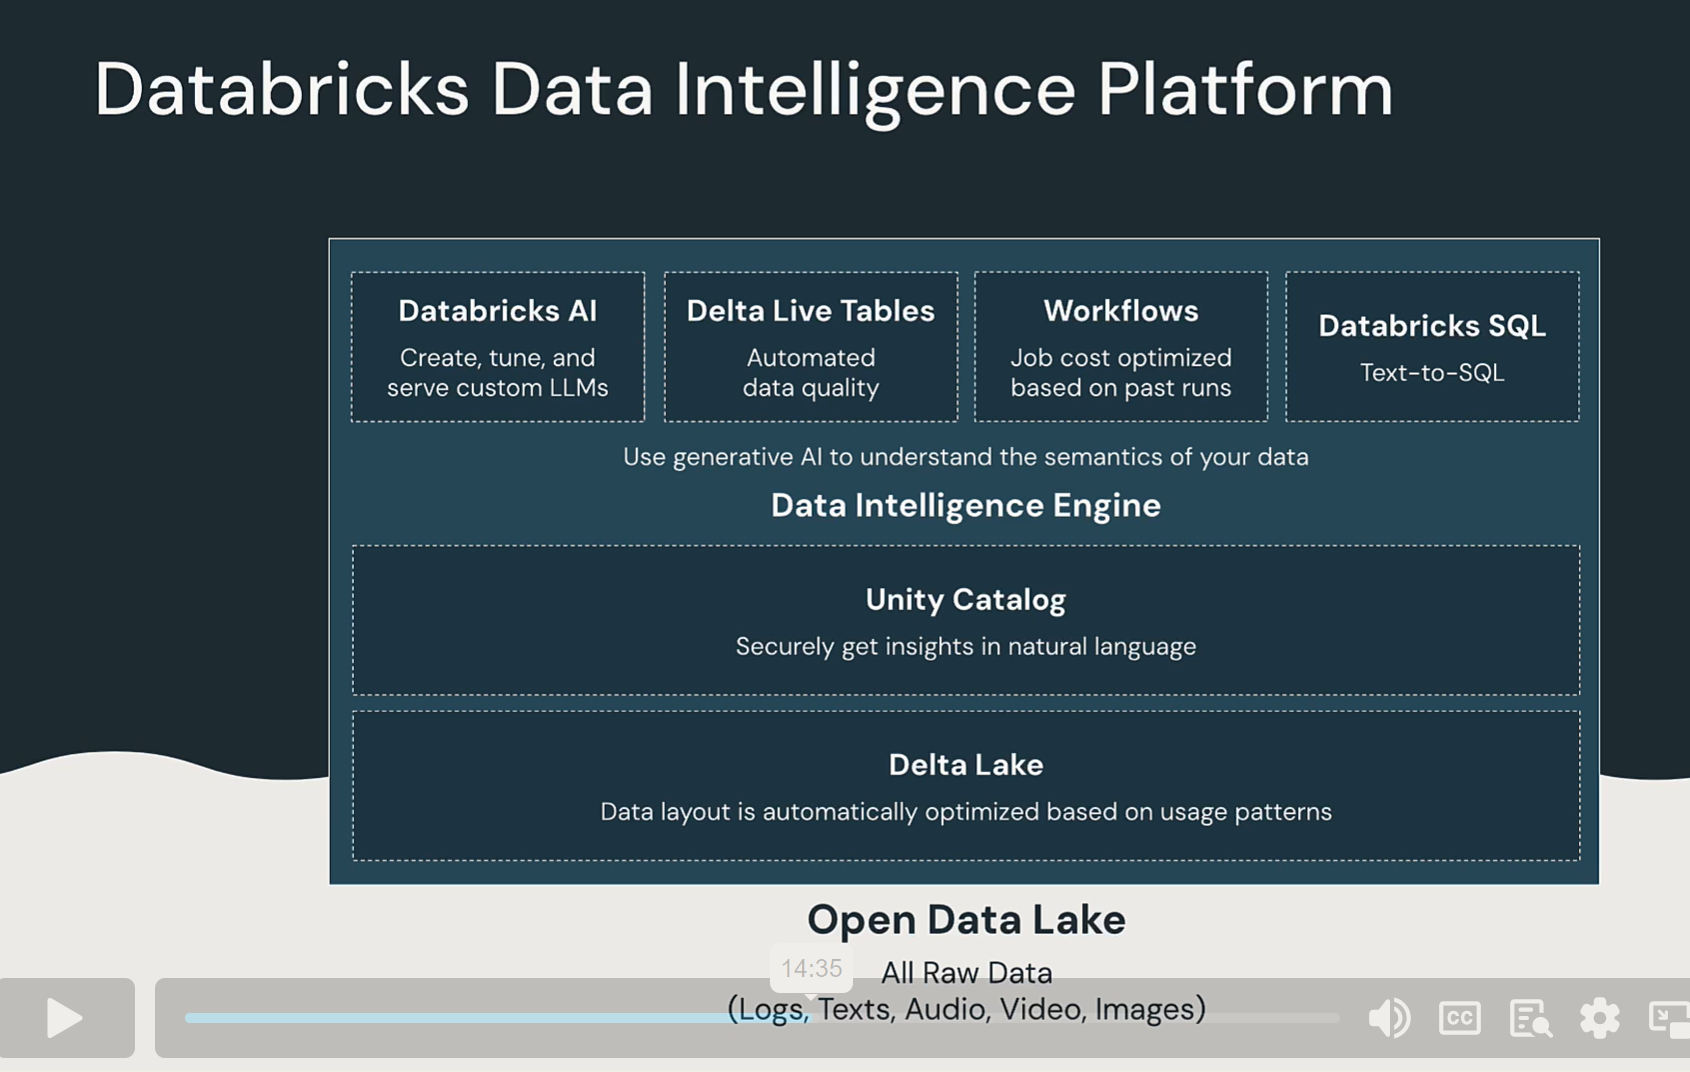 Databricks Data Intelligence Platform
Databricks AI
Create, tune, and
serve custom LLMs
Delta Live Tables
Automated
data quality
Workflows
Job cost optimized
based on past runs
Databricks SQL
Text-to-SQL
Use generative AI to understand the semantics of your data
Data Intelligence Engine
Unity Catalog
Securely get insights in natural language
Delta Lake
Data layout is automatically optimized based on usage patterns
Open Data Lake
All Raw Data
(Logs, Texts, Audio, Video, Images)
14:35
CC